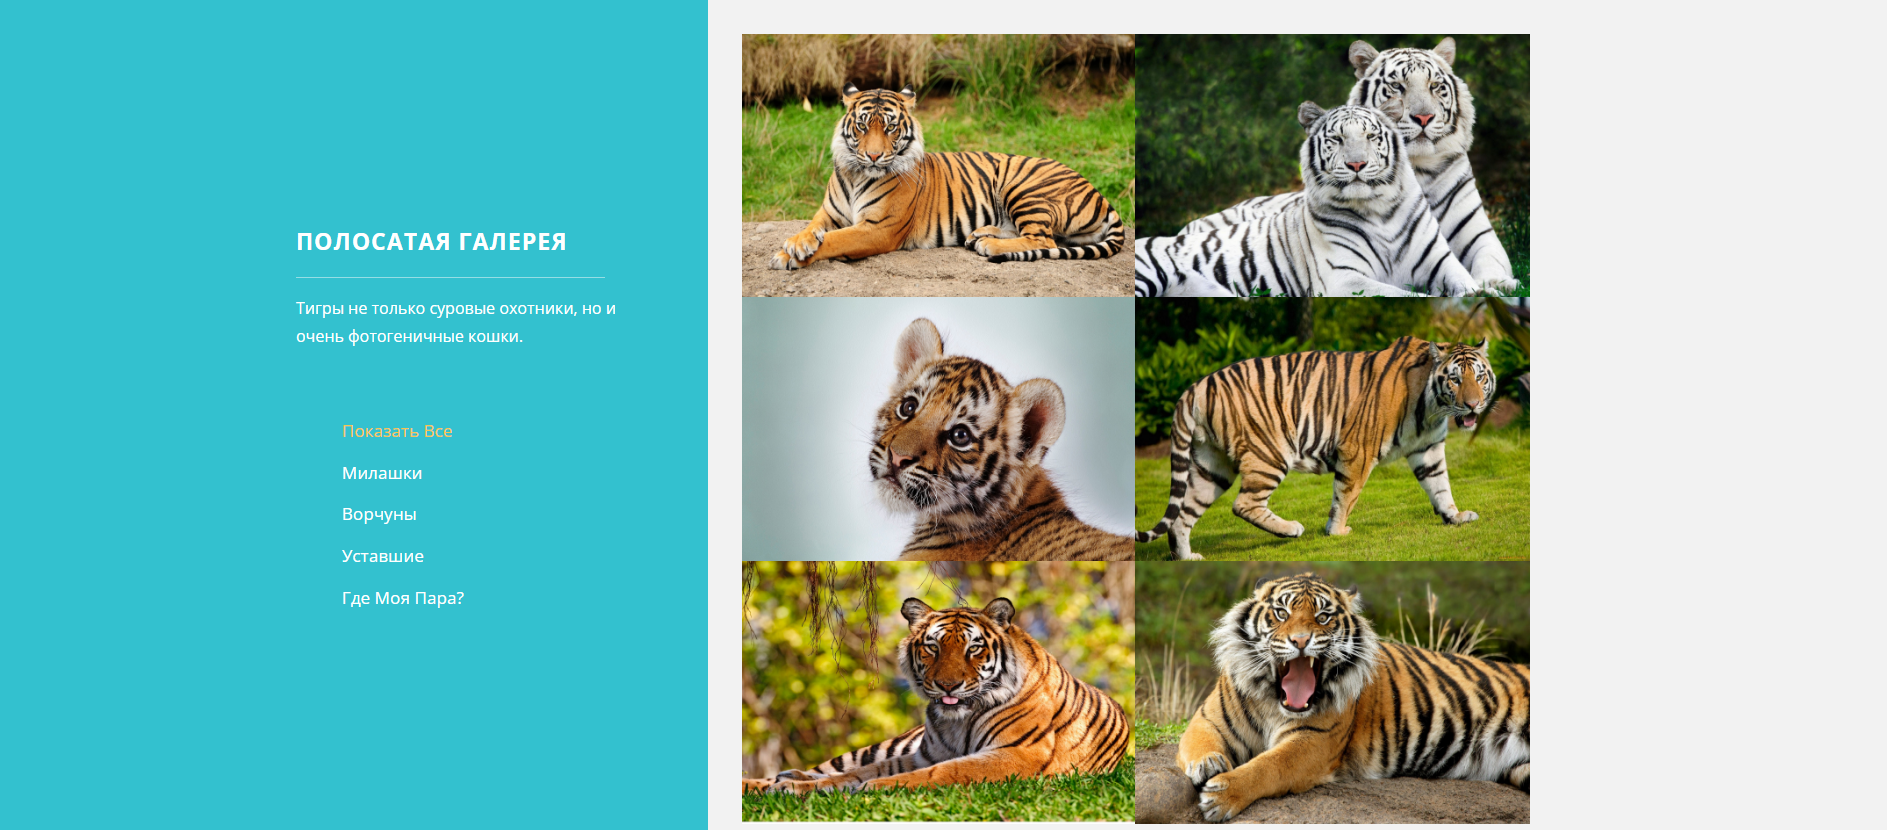 ПОЛОСАТАЯ ГАЛЕРЕЯ
Тигры не только суровые охотники, но и
очень фотогеничные кошки.
Показать Все
Милашки
Ворчуны
Уставшие
Где Моя Пара?